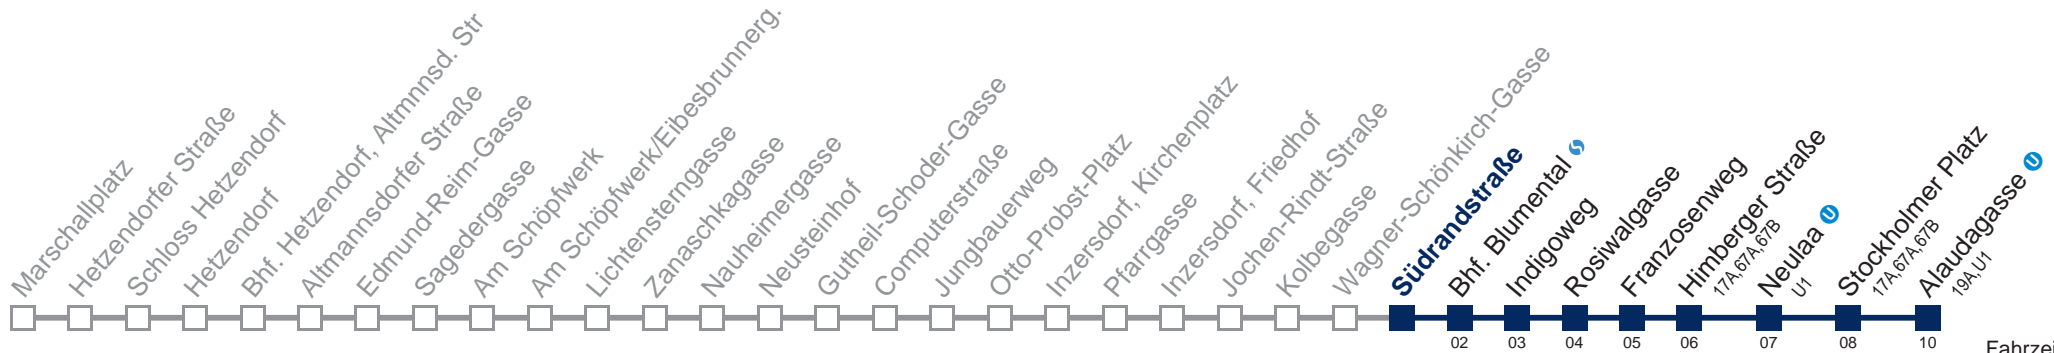 Marschallplatz
Hetzendorfer Straße
Schloss Hetzendorf
Hetzendorf
Bhf. Hetzendorf, Altmnnsd. Str
Altmannsdorfer Straße
Edmund-Reim-Gasse
Sagedergasse
Am Schöpfwerk
Am Schöpfwerk/Eibesbrunnerg.
Lichtensterngasse
Zanaschkagasse
Nauheimergasse
Neusteinhof
Gutheil-Schoder-Gasse
Computerstraße
Jungbauerweg
Otto-Probst-Platz
Inzersdorf, Kirchenplatz
Pfarrgasse
Inzersdorf, Friedhof
Jochen-Rindt-Straße
Kolbegasse
Wagner-Schönkirch-Gasse
Südrandstraße
Bhf. Blumental S
Indigoweg
Rosiwalgasse
Franzosenweg
Himberger Straße
17A,67A,67B
Neulaa U
U1
Stockholmer Platz
17A,67A,67B
Alaudagasse U
19A,U1
02 03 04 05 06 07 08 10
Fahrzei